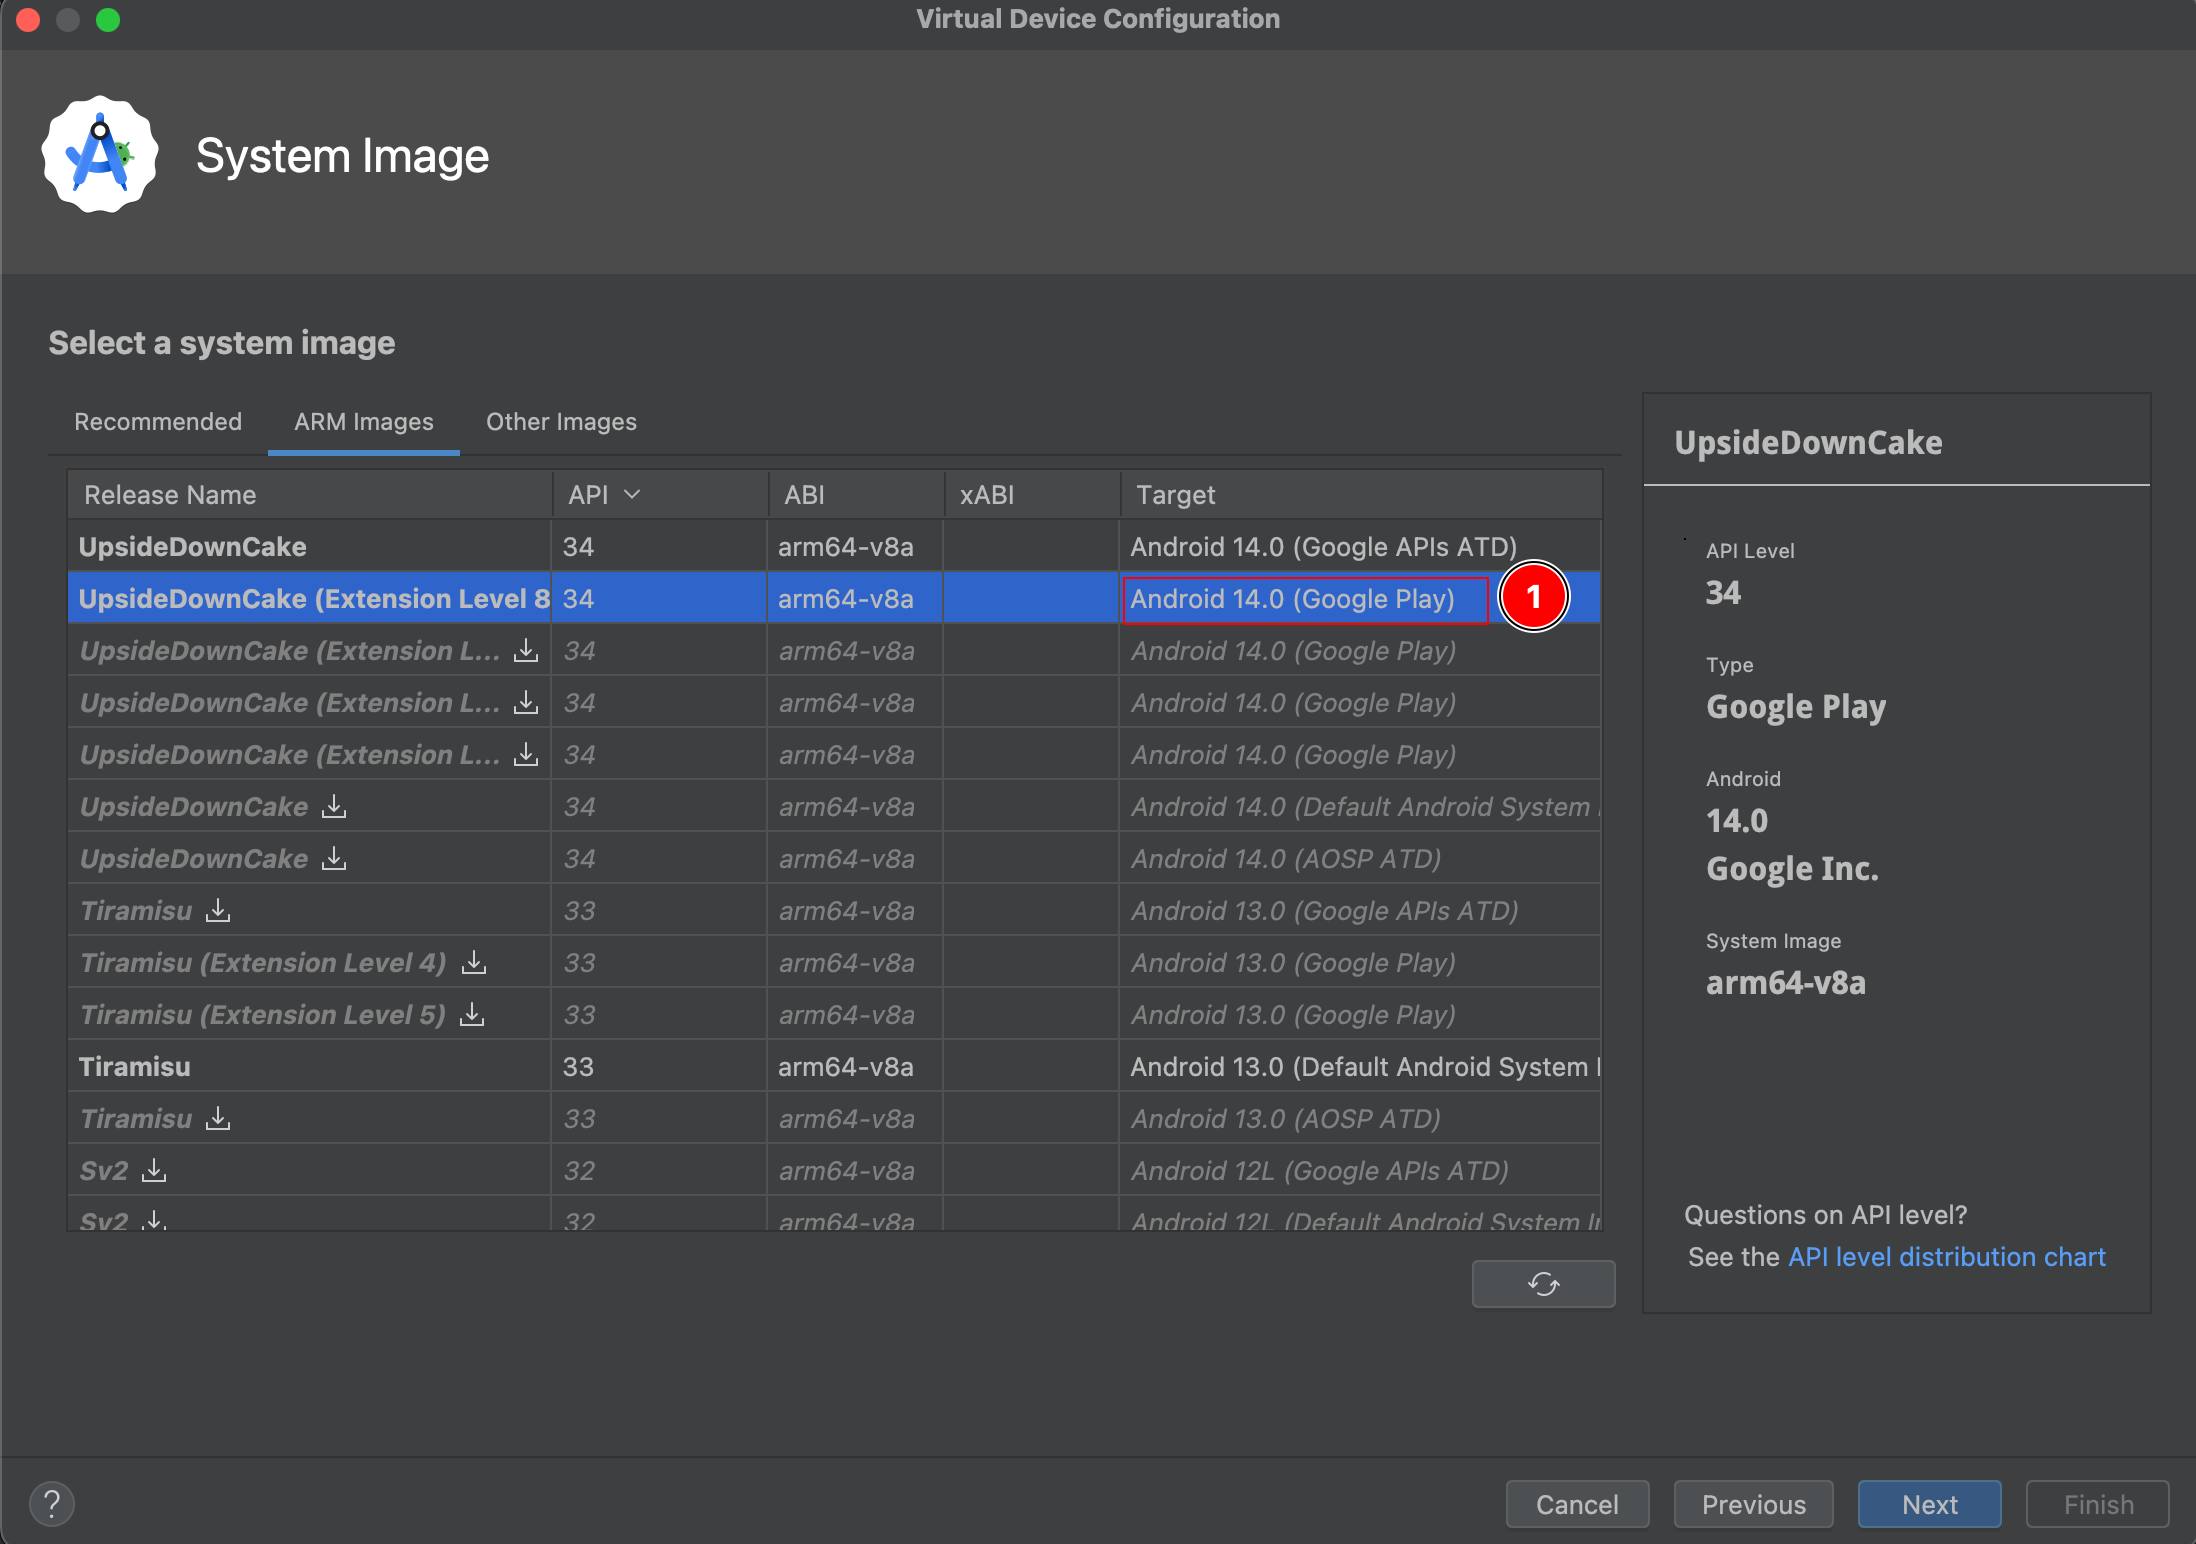 Virtual Device Configuration
System Image
Select a system image
Recommended ARM Images Other Images
Release Name API ABI xABI Target
UpsideDownCake 34 arm64-v8a Android 14.0 (Google APIs ATD)
UpsideDownCake (Extension Level 8 34 arm64-v8a Android 14.0 (Google Play) 1
UpsideDownCake (Extension L... 34 arm64-v8a Android 14.0 (Google Play)
UpsideDownCake (Extension L... 34 arm64-v8a Android 14.0 (Google Play)
UpsideDownCake (Extension L... 34 arm64-v8a Android 14.0 (Google Play)
UpsideDownCake 34 arm64-v8a Android 14.0 (Default Android System
UpsideDownCake 34 arm64-v8a Android 14.0 (AOSP ATD)
Tiramisu 33 arm64-v8a Android 13.0 (Google APIs ATD)
Tiramisu (Extension Level 4) 33 arm64-v8a Android 13.0 (Google Play)
Tiramisu (Extension Level 5) 33 arm64-v8a Android 13.0 (Google Play)
Tiramisu 33 arm64-v8a Android 13.0 (Default Android System
Tiramisu 33 arm64-v8a Android 13.0 (AOSP ATD)
Sv2 32 arm64-v8a Android 12L (Google APIs ATD)
Sv2 32 arm64-v8a Android 12L (Default Android System
UpsideDownCake
API Level
34
Type
Google Play
Android
14.0
Google Inc.
System Image
arm64-v8a
Questions on API level?
See the API level distribution chart
? Cancel Previous Next Finish